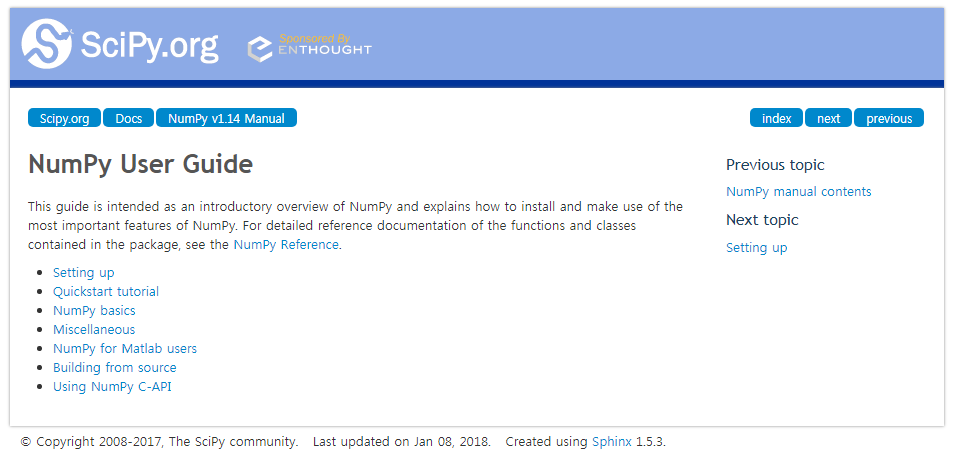 SciPy.org
Sponsored By
ENTHOUGHT
Scipy.org Docs NumPy v1.14 Manual index next previous
NumPy User Guide
This guide is intended as an introductory overview of NumPy and explains how to install and make use of the
most important features of NumPy. For detailed reference documentation of the functions and classes
contained in the package, see the NumPy Reference.
Setting up
Quickstart tutorial
NumPy basics
Miscellaneous
NumPy for Matlab users
Building from source
Using NumPy C-API
Previous topic
NumPy manual contents
Next topic
Setting up
© Copyright 2008-2017, The SciPy community. Last updated on Jan 08, 2018. Created using Sphinx 1.5.3.